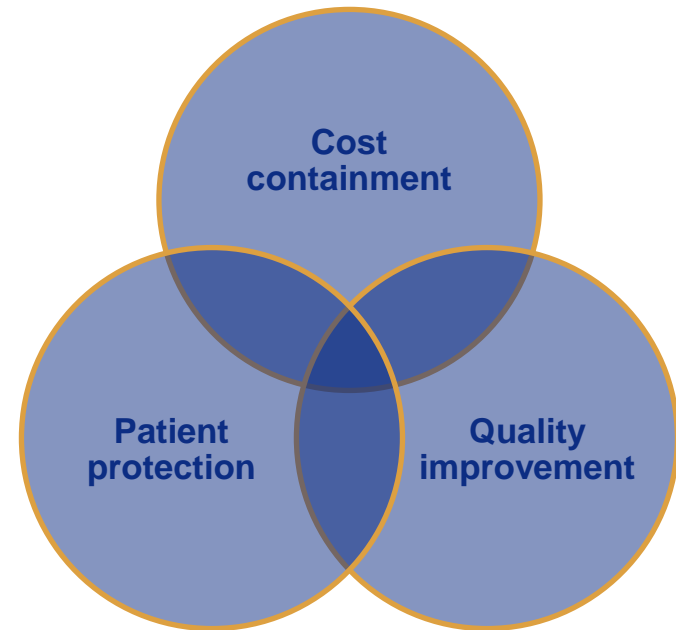 Cost
containment
Patient
protection
Quality
improvement